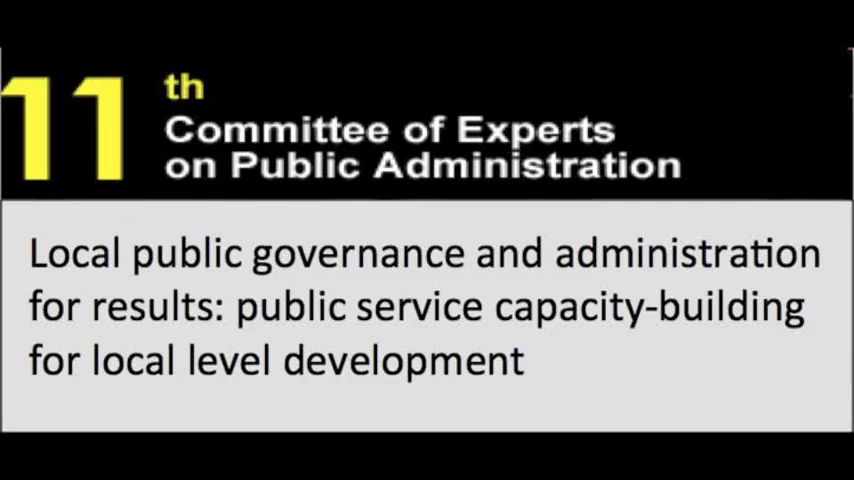 11th
Committee of Experts
on Public Administration
Local public governance and administration
for results: public service capacity-building
for local level development